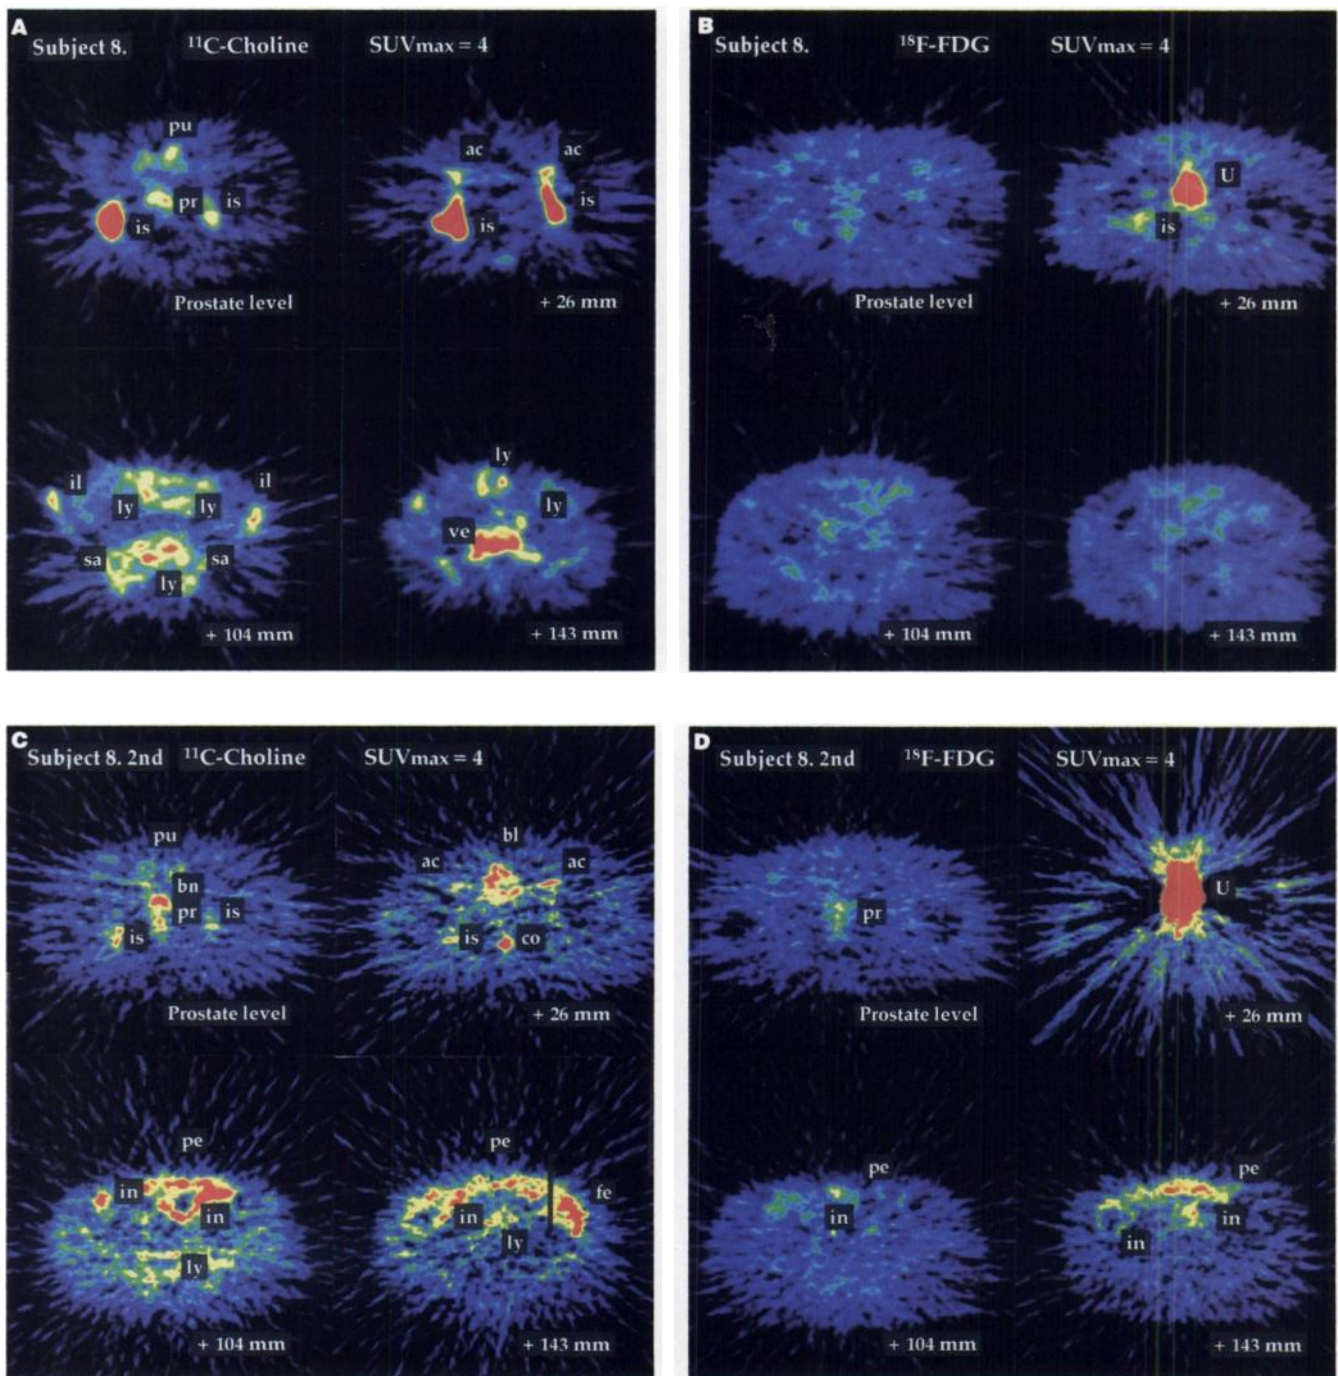 A
Subject 8. ¹¹C-Choline SUVmax = 4
pu
pr is
is
Prostate level
ac ac
is
is
+ 26 mm
il il
ly ly
sa sa
ly
+ 104 mm
ly
ly
ve
+ 143 mm
B
Subject 8. ¹⁸F-FDG SUVmax = 4
Prostate level
U
is
+ 26 mm
+ 104 mm
+ 143 mm
C
Subject 8. 2nd ¹¹C-Choline SUVmax = 4
pu
bn
pr is
is
Prostate level
bl
ac ac
is co
+ 26 mm
pe
in
in
ly
+ 104 mm
pe
fe
in
ly
+ 143 mm
D
Subject 8. 2nd ¹⁸F-FDG SUVmax = 4
pr
Prostate level
U
+ 26 mm
pe
in
+ 104 mm
pe
in
in
+ 143 mm